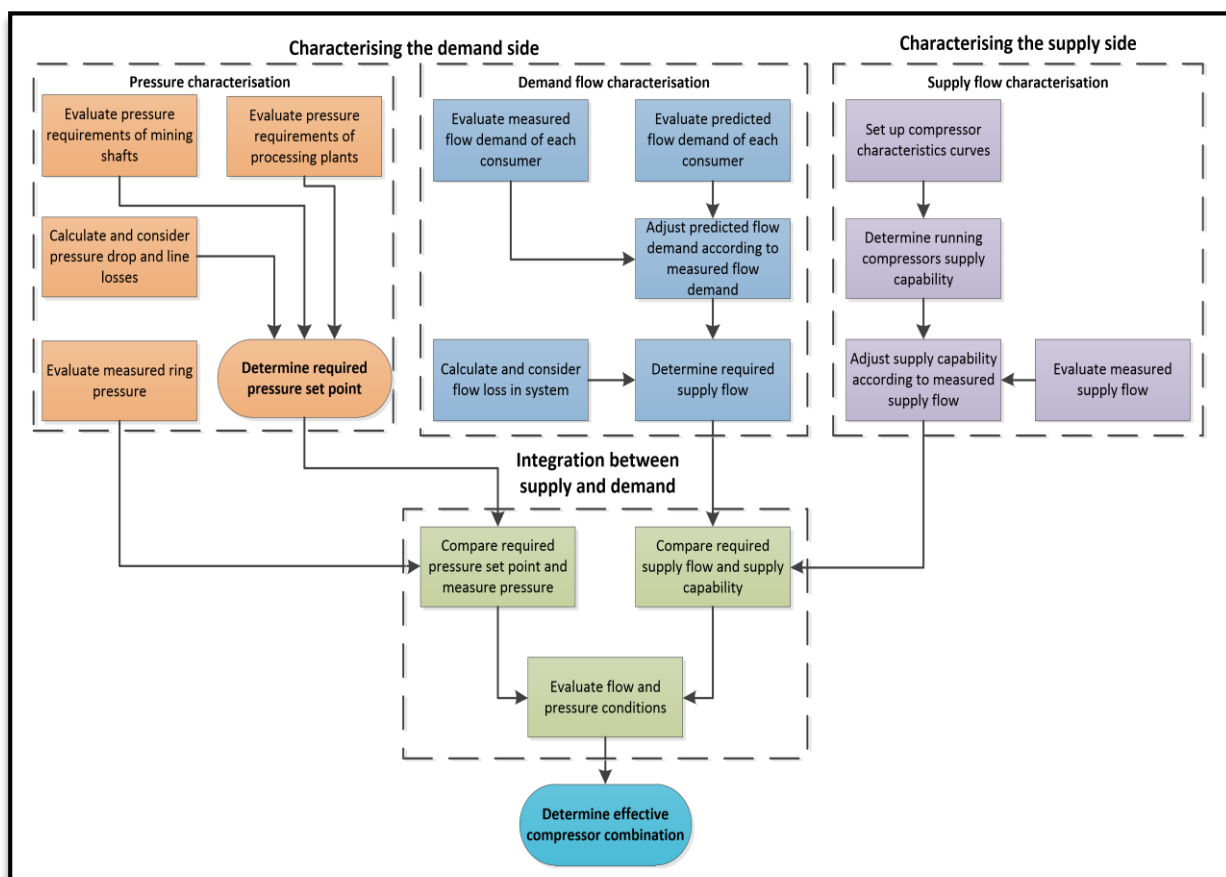 Characterising the demand side
Characterising the supply side
Pressure characterisation
Evaluate pressure
requirements of mining
shafts
Evaluate pressure
requirements of
processing plants
Calculate and consider
pressure drop and line
losses
Evaluate measured ring
pressure
Determine required
pressure set point
Demand flow characterisation
Evaluate measured
flow demand of each
consumer
Evaluate predicted
flow demand of each
consumer
Adjust predicted flow
demand according to
measured flow
demand
Calculate and consider
flow loss in system
Determine required
supply flow
Supply flow characterisation
Set up compressor
characteristics curves
Determine running
compressors supply
capability
Adjust supply capability
according to measured
supply flow
Evaluate measured
supply flow
Integration between
supply and demand
Compare required
pressure set point and
measure pressure
Compare required
supply flow and supply
capability
Evaluate flow and
pressure conditions
Determine effective
compressor combination